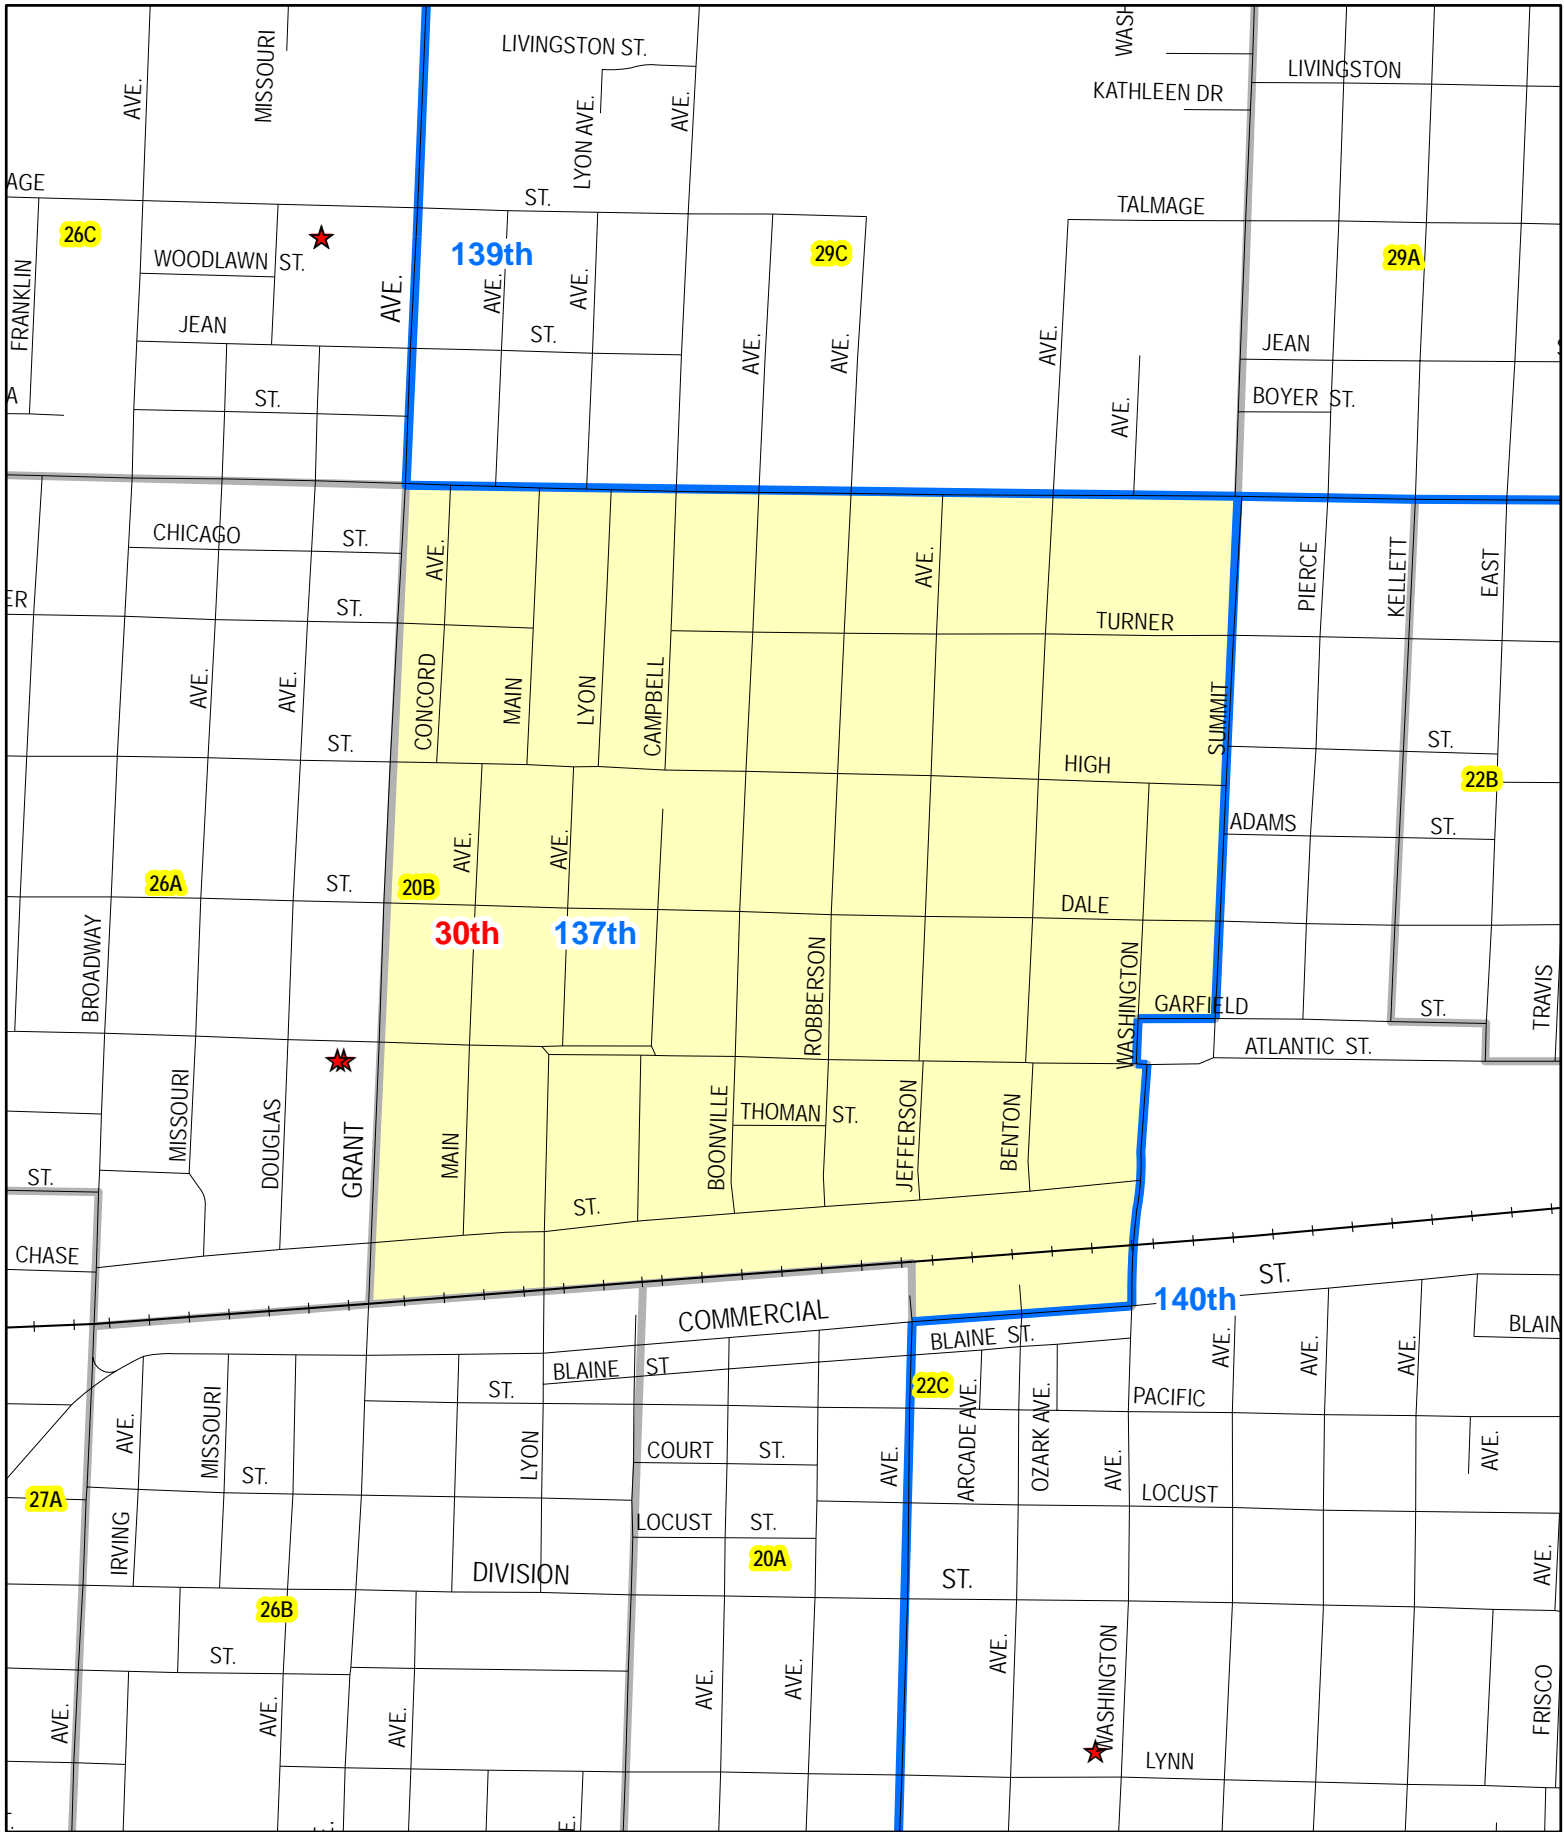 LIVINGSTON ST.
WASH
MISSOURI
AVE.
LIVINGSTON
KATHLEEN DR
LYON AVE.
AVE.
AGE
ST.
TALMAGE
26C
139th
29C
29A
WOODLAWN ST.
FRANKLIN
AVE.
AVE.
AVE.
JEAN
ST.
AVE.
AVE.
AVE.
JEAN
A
ST.
AVE.
BOYER ST.
CHICAGO
ST.
AVE.
AVE.
PIERCE
KELLETT
EAST
ER
ST.
TURNER
AVE.
AVE.
CONCORD
MAIN
LYON
CAMPBELL
SUMMIT
ST.
ST.
HIGH
22B
ADAMS
ST.
AVE.
AVE.
26A
ST.
20B
DALE
30th
137th
BROADWAY
ROBBERSON
WASHINGTON
TRAVIS
GARFIELD
ST.
ATLANTIC ST.
MISSOURI
DOUGLAS
GRANT
MAIN
BOONVILLE
THOMAN ST.
JEFFERSON
BENTON
ST.
ST.
CHASE
ST.
140th
COMMERCIAL
BLAINE ST.
BLAIN
AVE.
AVE.
AVE.
BLAINE ST
ST.
22C
PACIFIC
AVE.
MISSOURI
ARCADE AVE.
OZARK AVE.
COURT
ST.
AVE.
AVE.
AVE.
LYON
ST.
27A
LOCUST
LOCUST
ST.
IRVING
20A
AVE.
DIVISION
ST.
26B
ST.
AVE.
AVE.
AVE.
AVE.
AVE.
AVE.
WASHINGTON
FRISCO
LYNN